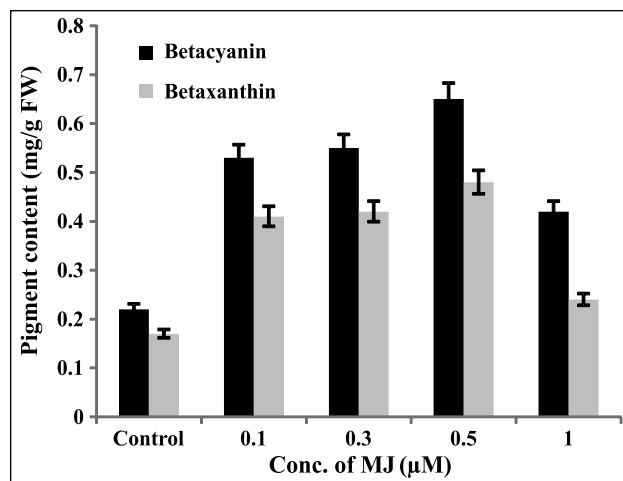 Betacyanin
Betaxanthin
Pigment content (mg/g FW)
0.8
0.7
0.6
0.5
0.4
0.3
0.2
0.1
0
Control 0.1 0.3 0.5 1
Conc. of MJ (µM)